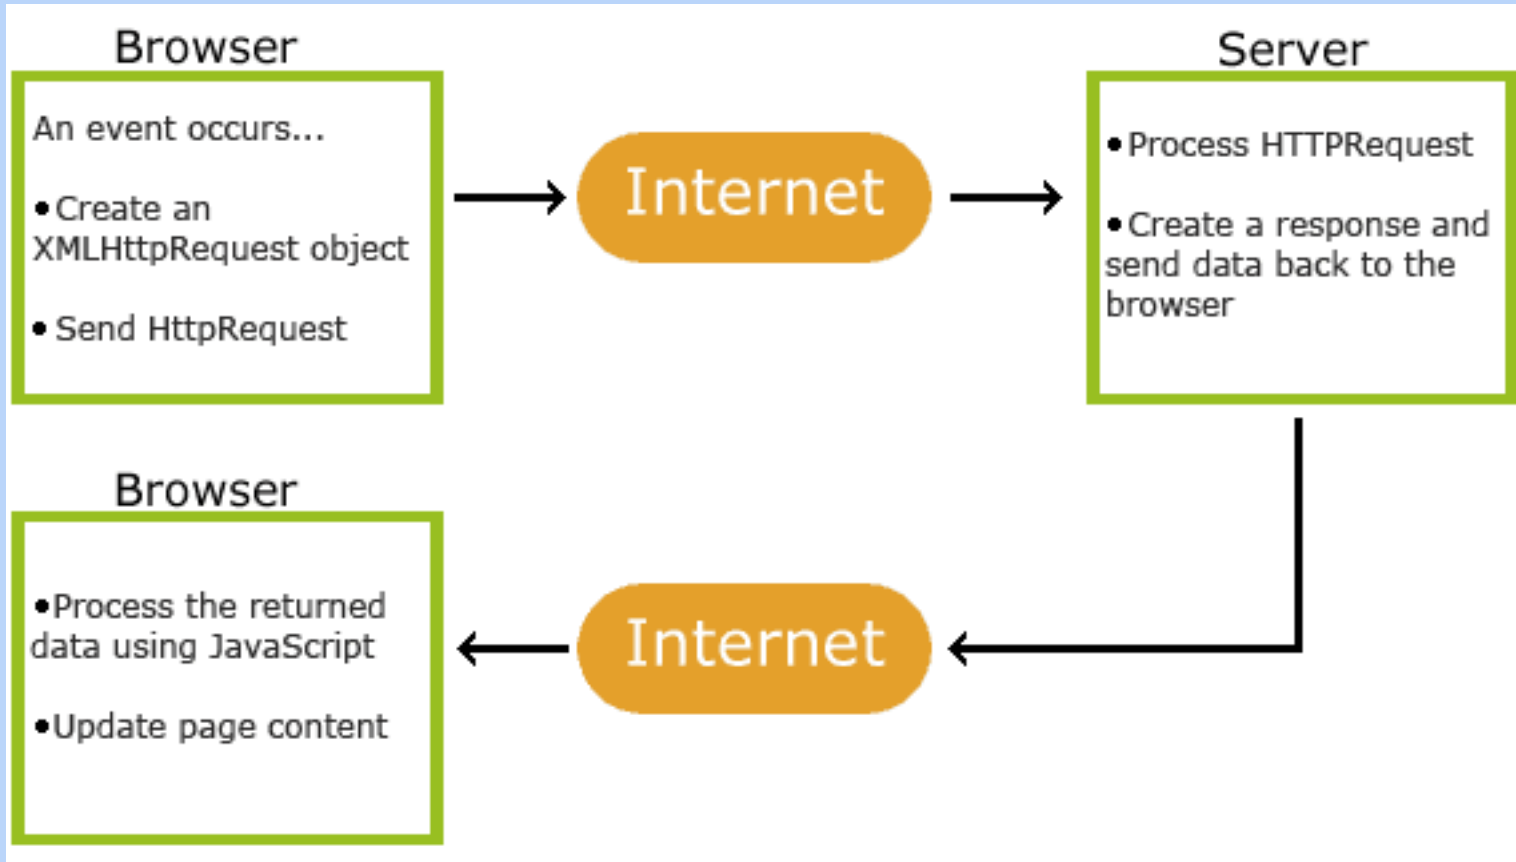 Browser
An event occurs...
•Create an
XMLHttpRequest object
• Send HttpRequest
Internet
Server
•Process HTTPRequest
•Create a response and
send data back to the
browser
Browser
•Process the returned
data using JavaScript
•Update page content
Internet